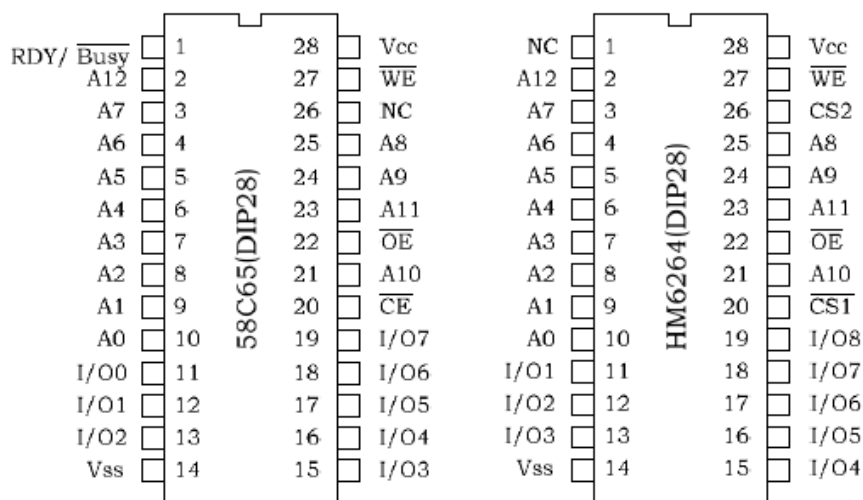 RDY/ Busy 1 28 Vcc NC 1 28 Vcc
A12 2 27 WE A12 2 27 WE
A7 3 26 NC A7 3 26 CS2
A6 4 25 A8 A6 4 25 A8
A5 5 24 A9 A5 5 24 A9
A4 6 23 A11 A4 6 23 A11
A3 7 22 OE A3 7 22 OE
A2 8 21 A10 A2 8 21 A10
A1 9 20 CE A1 9 20 CS1
A0 10 19 I/O7 A0 10 19 I/O8
I/O0 11 18 I/O6 I/O1 11 18 I/O7
I/O1 12 17 I/O5 I/O2 12 17 I/O6
I/O2 13 16 I/O4 I/O3 13 16 I/O5
Vss 14 15 I/O3 Vss 14 15 I/O4
58C65(DIP28)
HM6264(DIP28)